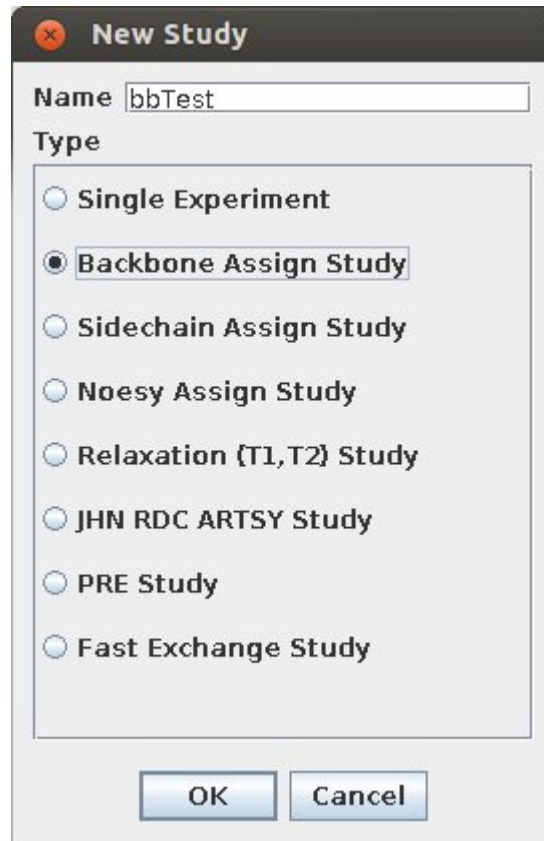 New Study
Name bbTest
Type
Single Experiment
Backbone Assign Study
Sidechain Assign Study
Noesy Assign Study
Relaxation (T1,T2) Study
JHN RDC ARTSY Study
PRE Study
Fast Exchange Study
OK Cancel